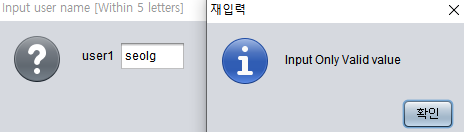 Input user name [Within 5 letters]
user1 seolg
재입력
Input Only Valid value
확인